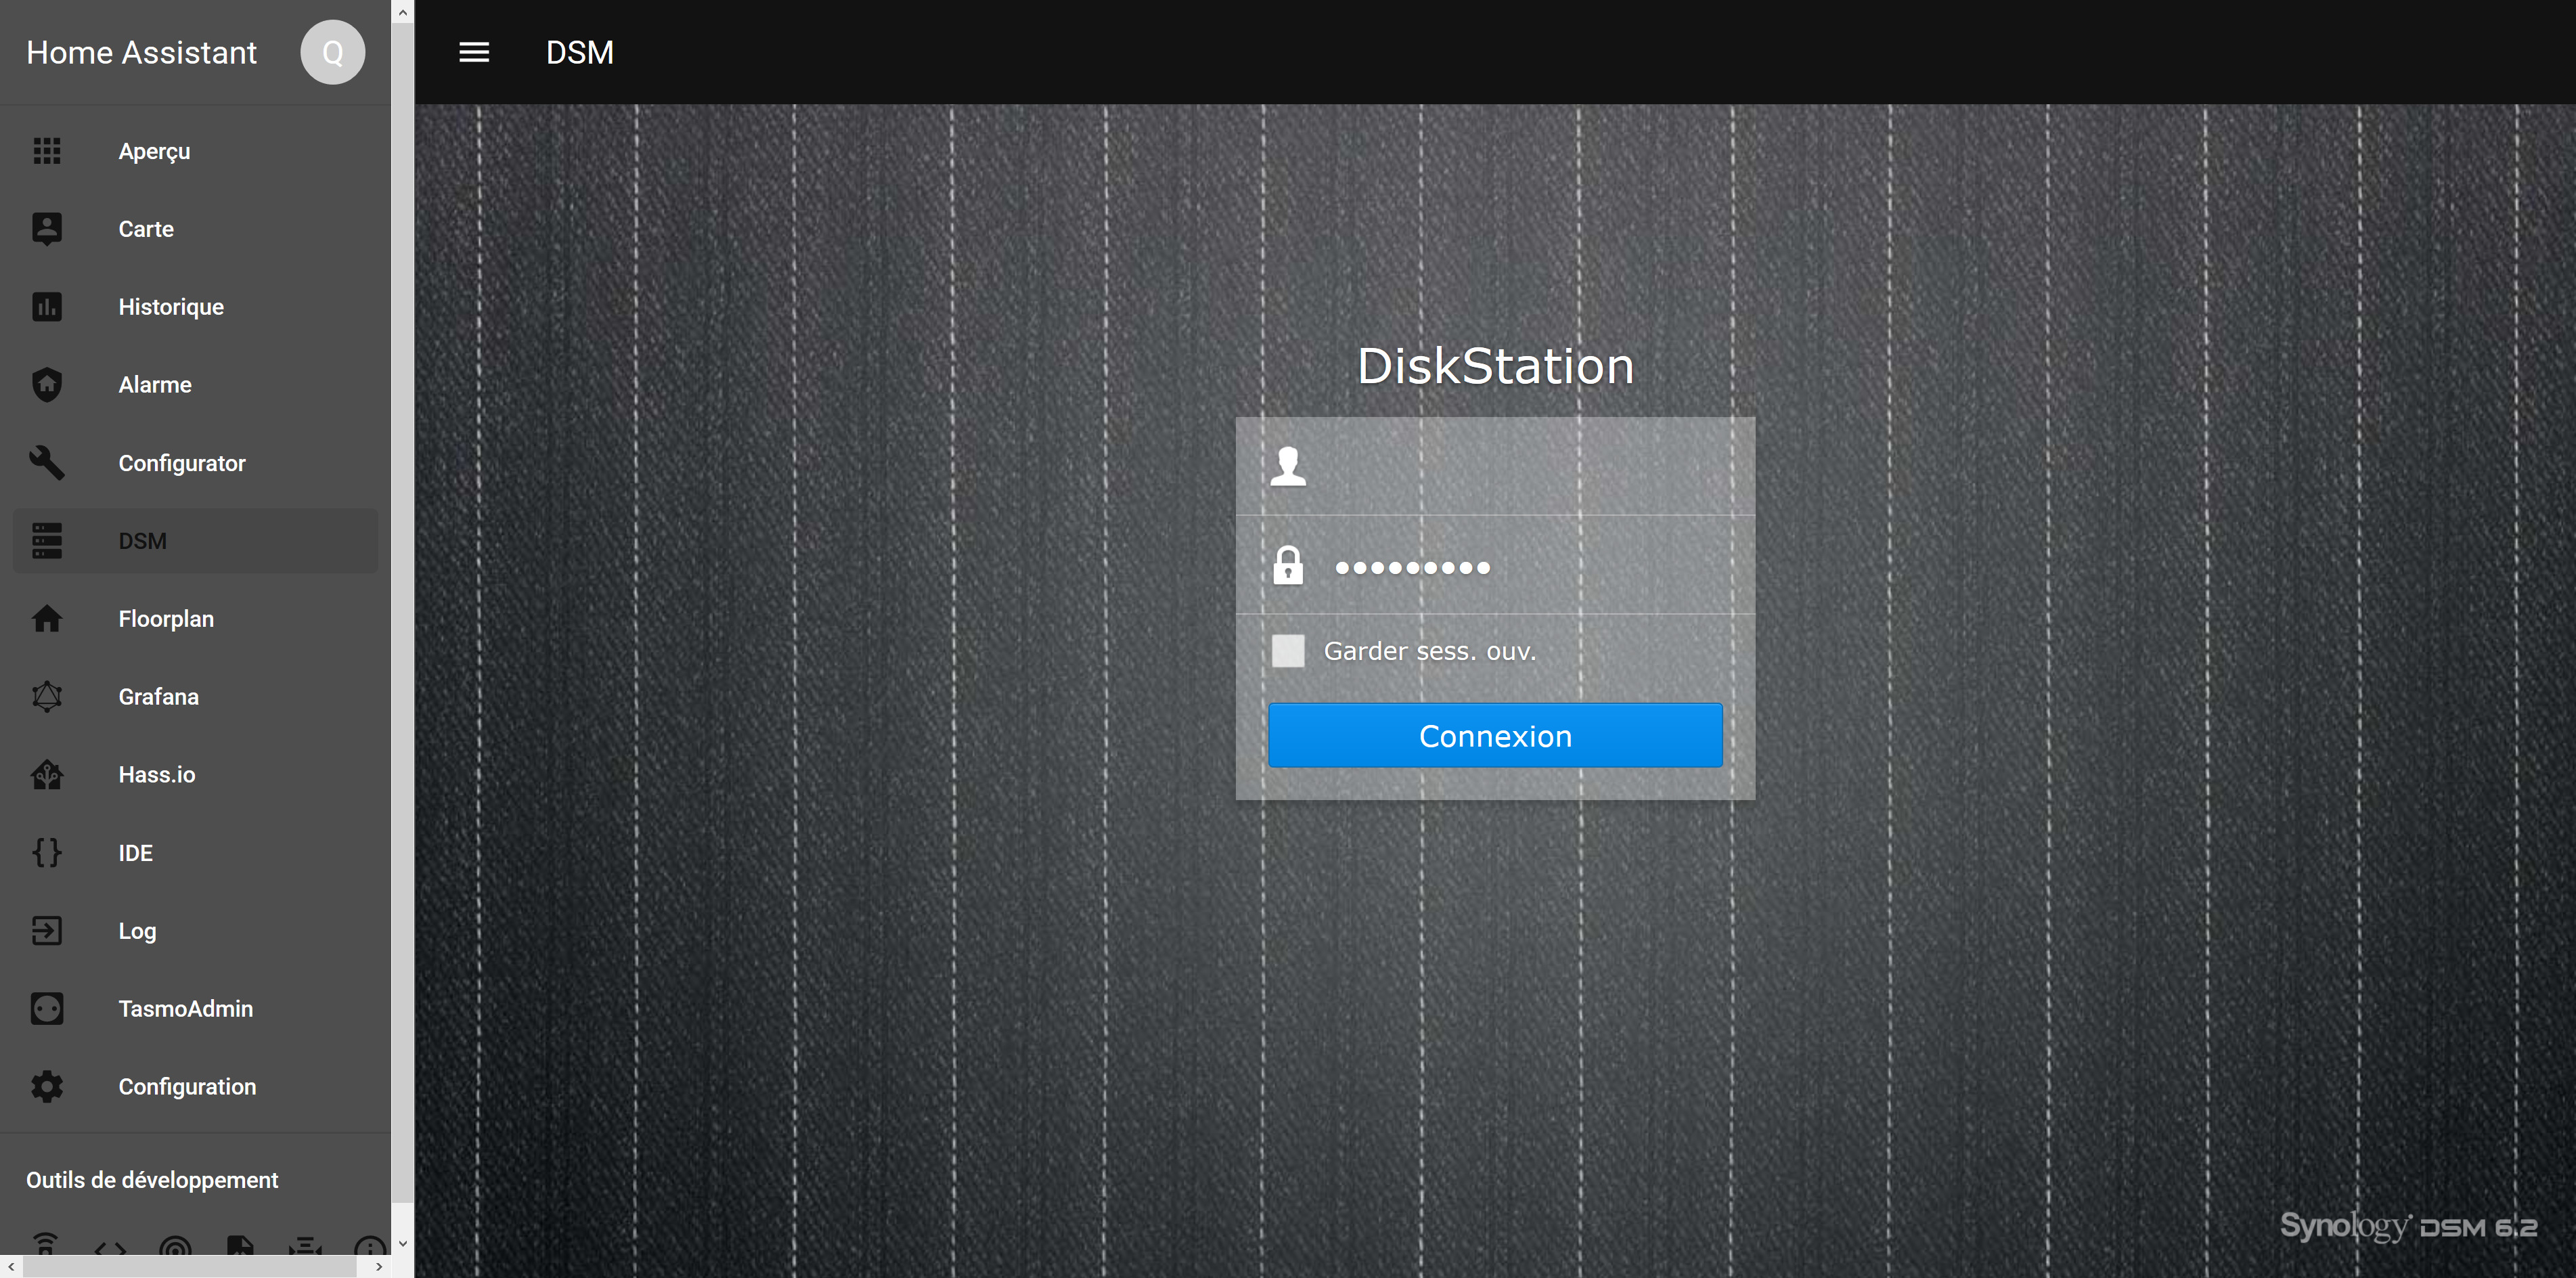 Home Assistant
Q
Aperçu
Carte
Historique
Alarme
Configurator
DSM
Floorplan
Grafana
Hass.io
IDE
Log
TasmoAdmin
Configuration
Outils de développement
DSM
DiskStation
•••••••••
Garder sess. ouv.
Connexion
Synology DSM 6.2